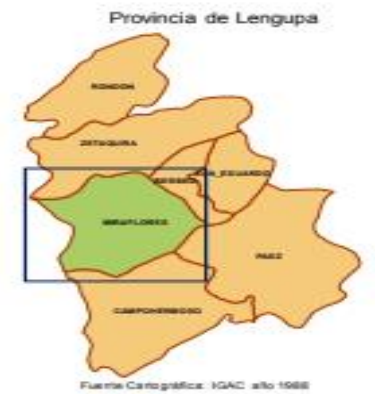 Provincia de Lengupa
RONDON
ZETAQUIRA
BERBEO
SAN_EDUARDO
MIRAFLORES
PAEZ
CAMPOHERMOSO
Fuente Cartográfica: IGAC año 1988